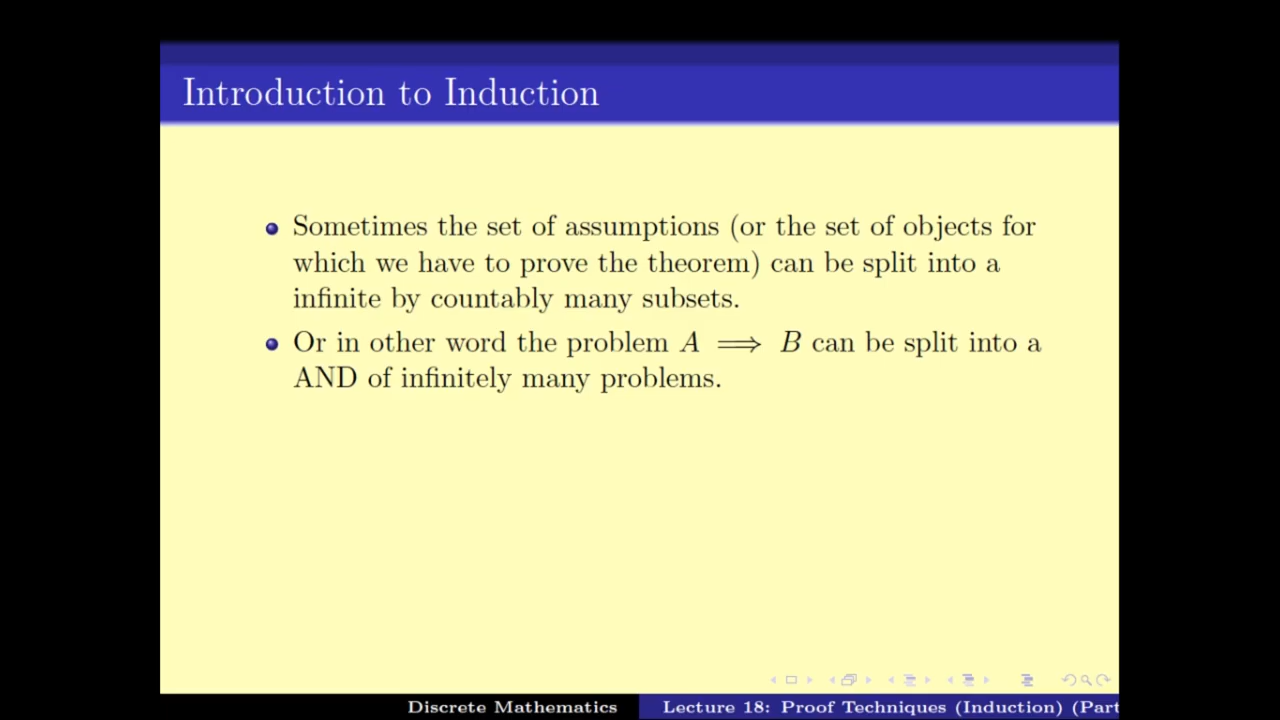 Introduction to Induction
Sometimes the set of assumptions (or the set of objects for
which we have to prove the theorem) can be split into a
infinite by countably many subsets.
Or in other word the problem A ⟹ B can be split into a
AND of infinitely many problems.
Discrete Mathematics
Lecture 18: Proof Techniques (Induction) (Part